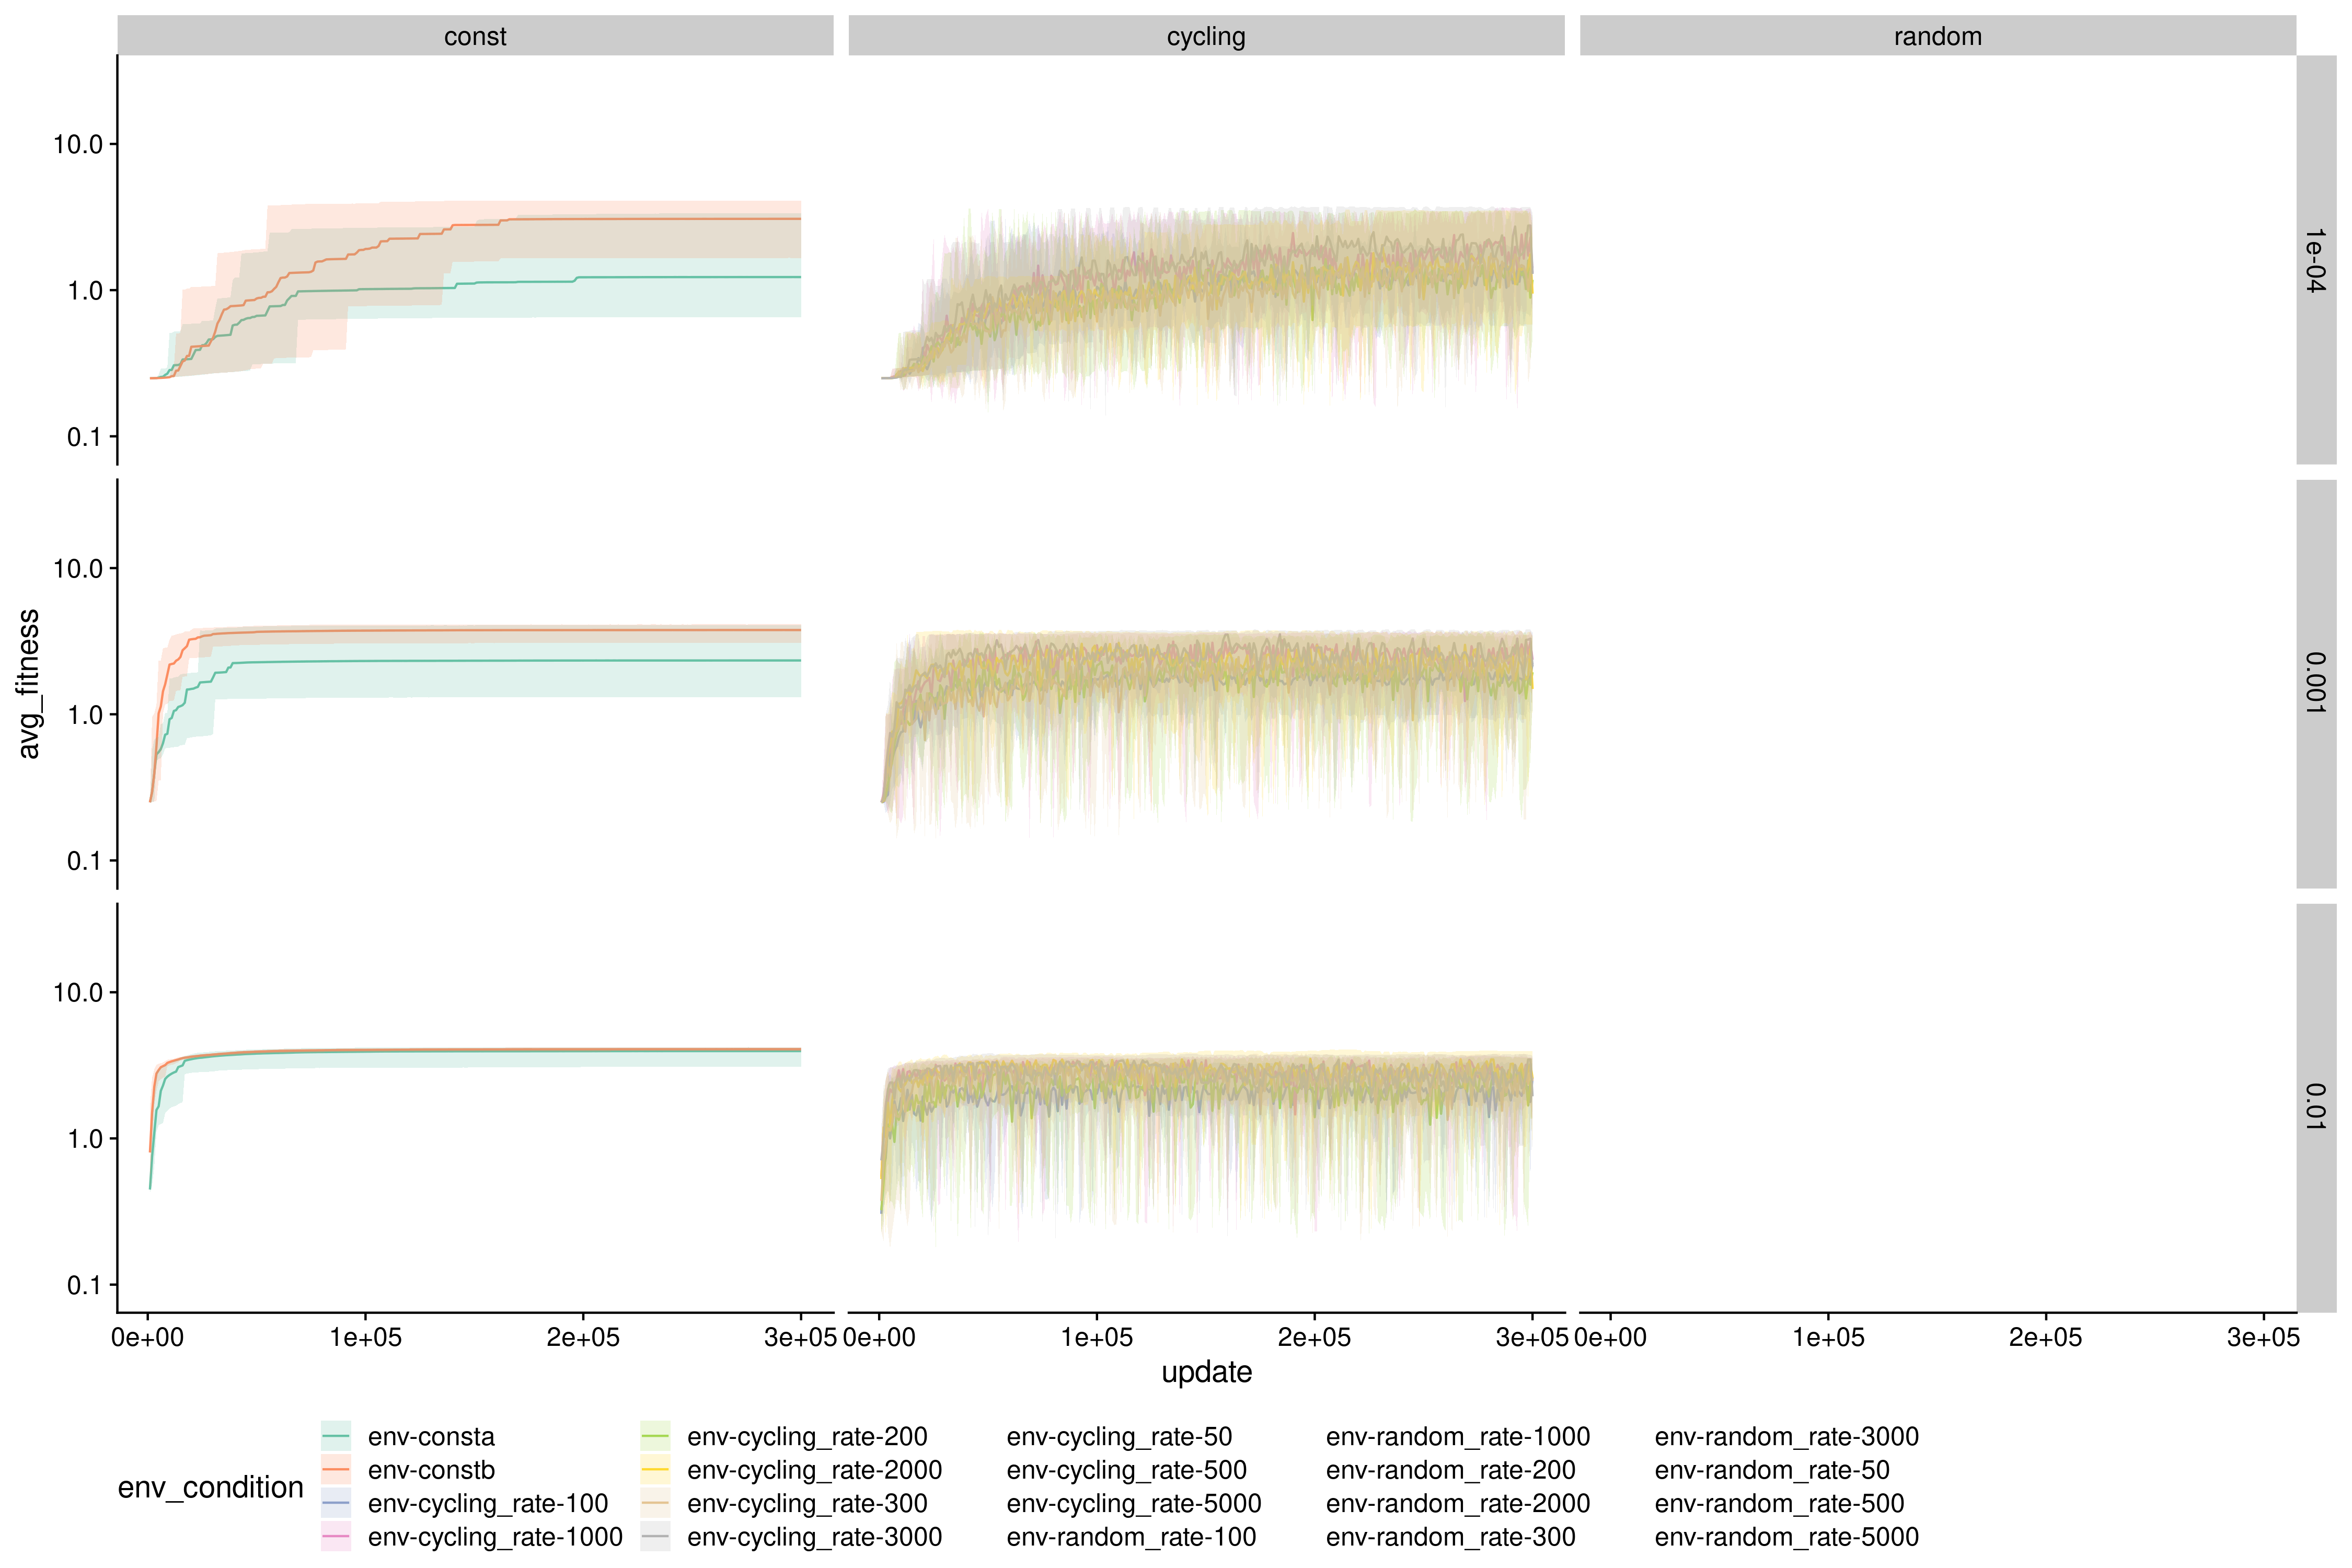 const cycling random
10.0
1.0
0.1
1e-04
10.0
1.0
0.1
0.001
avg_fitness
10.0
1.0
0.1
0.01
0e+00 1e+05 2e+05 3e+05 0e+00 1e+05 2e+05 3e+05 0e+00 1e+05 2e+05 3e+05
update
env_condition
env-consta env-cycling_rate-200 env-cycling_rate-50 env-random_rate-1000 env-random_rate-3000
env-constb env-cycling_rate-2000 env-cycling_rate-500 env-random_rate-200 env-random_rate-50
env-cycling_rate-100 env-cycling_rate-300 env-cycling_rate-5000 env-random_rate-2000 env-random_rate-500
env-cycling_rate-1000 env-cycling_rate-3000 env-random_rate-100 env-random_rate-300 env-random_rate-5000